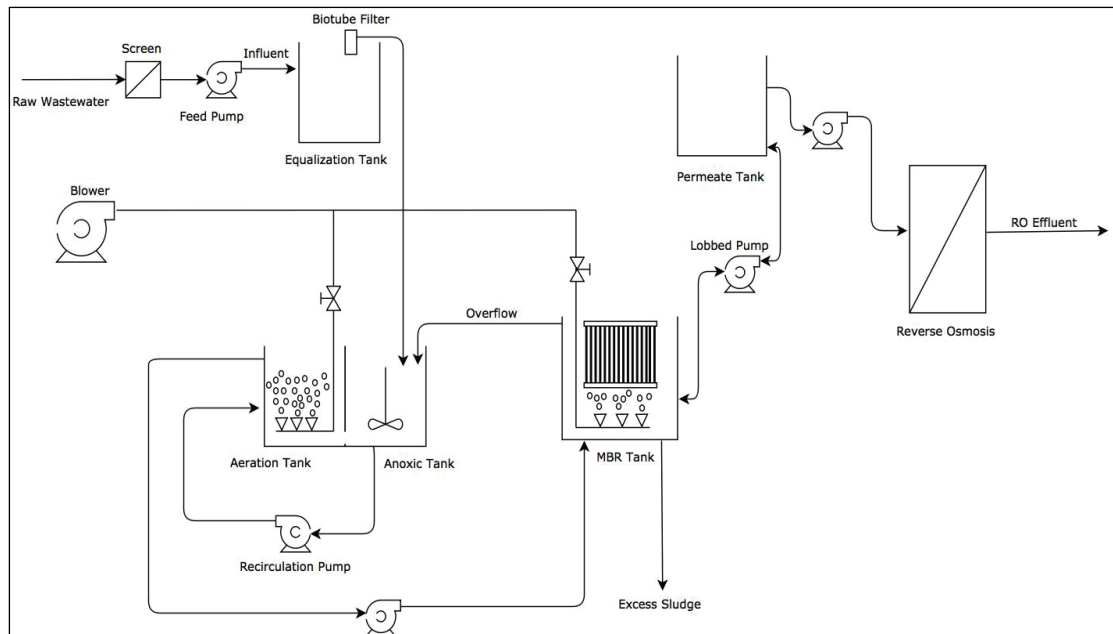 Biotube Filter
Screen
Influent
Raw Wastewater
Feed Pump
Equalization Tank
Permeate Tank
Blower
RO Effluent
Lobbed Pump
Overflow
Reverse Osmosis
Aeration Tank
Anoxic Tank
MBR Tank
Recirculation Pump
Excess Sludge